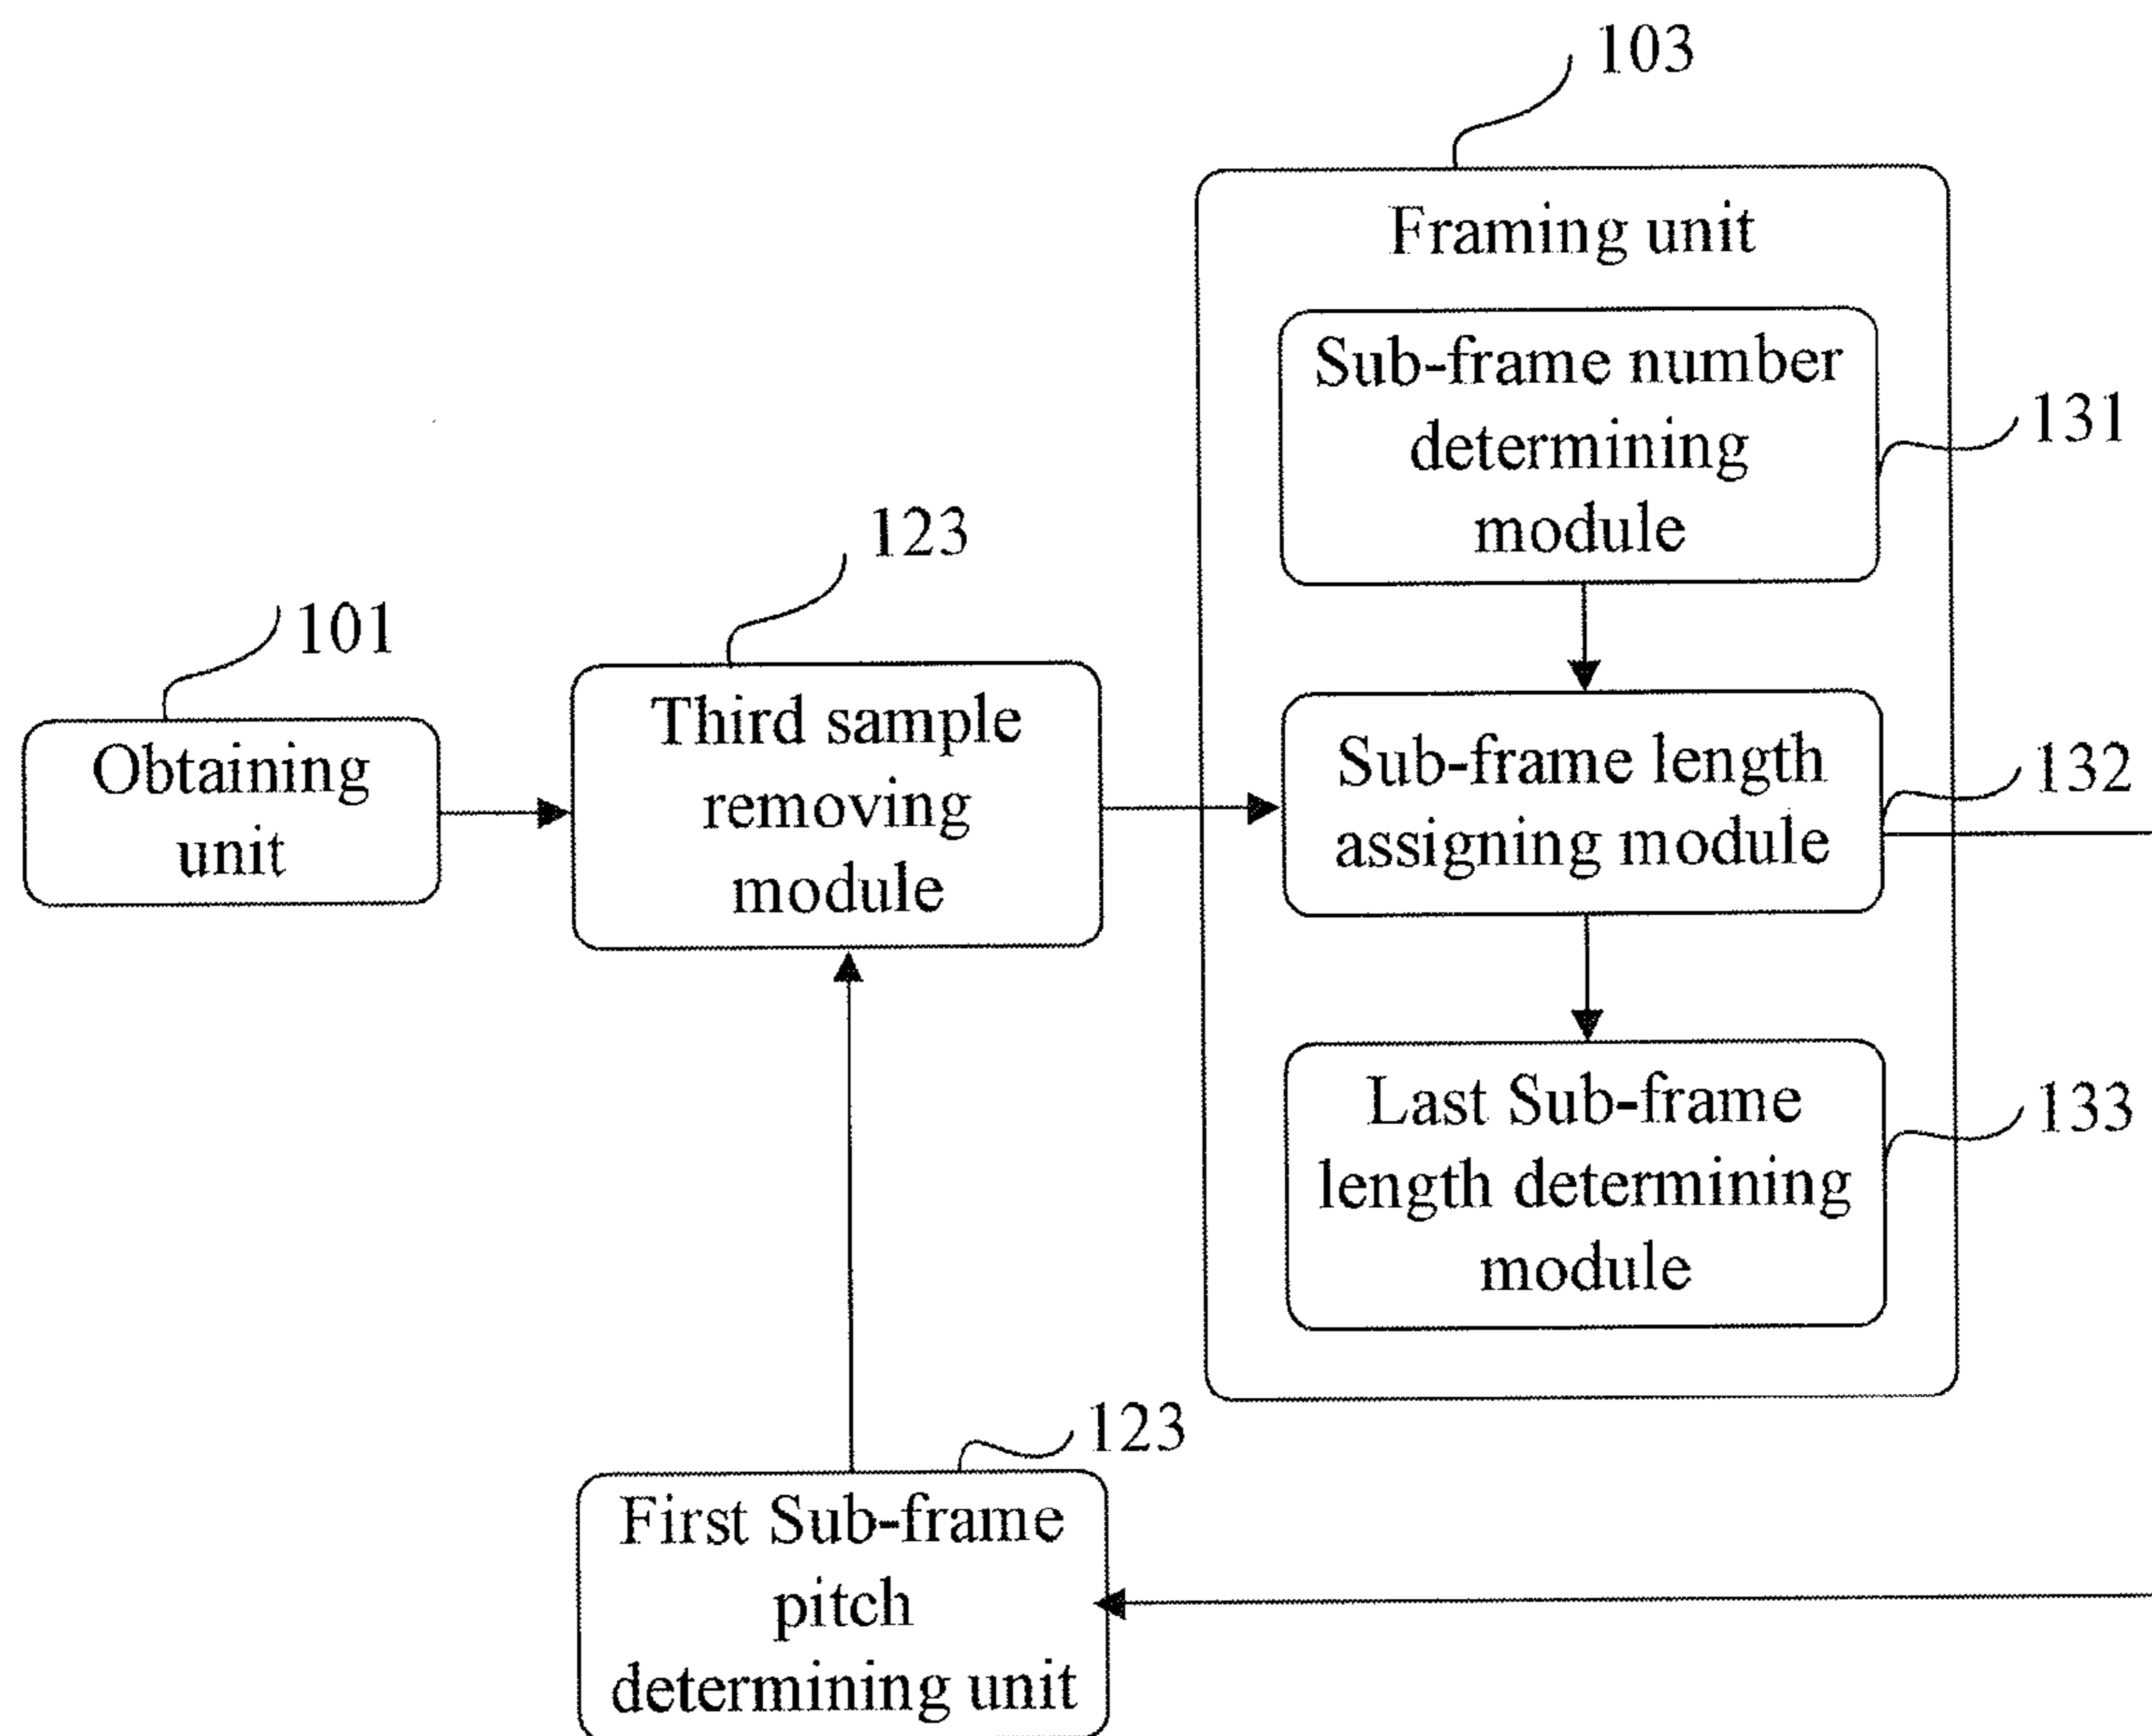 103
Framing unit
Sub-frame number
determining
module
131
123
101
Third sample
removing
module
Obtaining
unit
Sub-frame length
assigning module
132
Last Sub-frame
length determining
module
133
123
First Sub-frame
pitch
determining unit